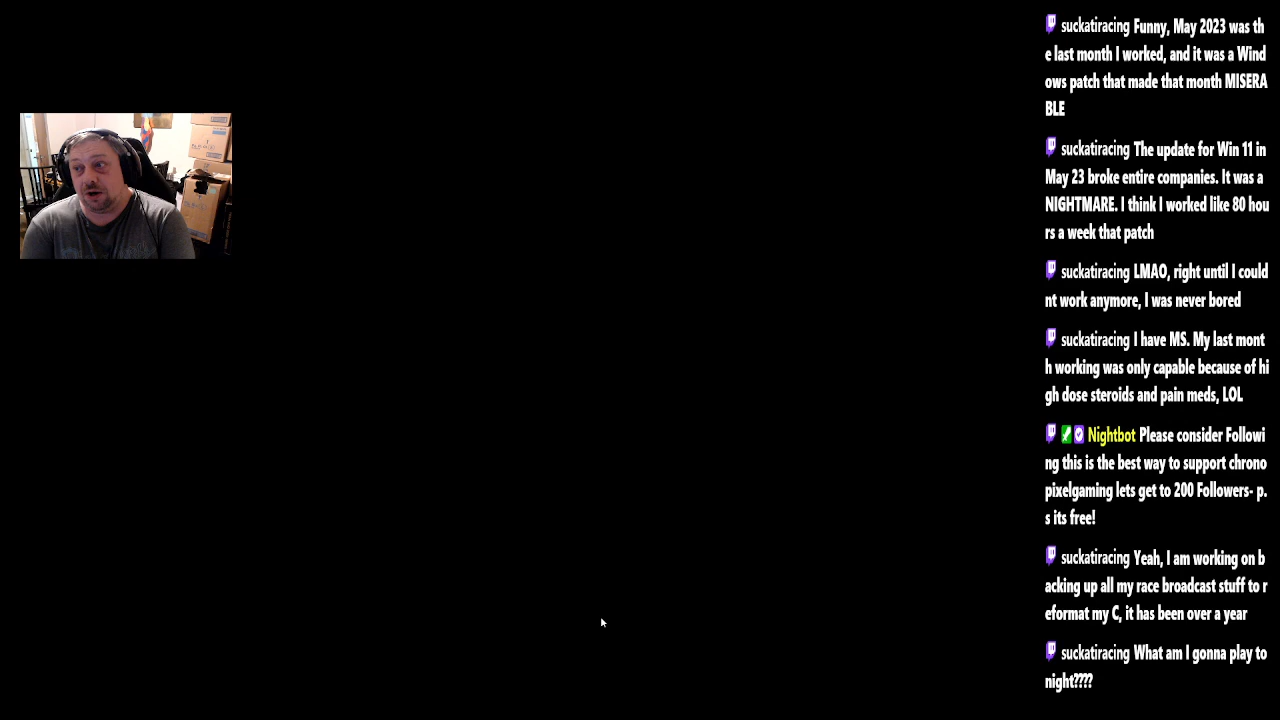 suckatiracing Funny, May 2023 was th
e last month I worked, and it was a Wind
ows patch that made that month MISERA
BLE
suckatiracing The update for Win 11 in
May 23 broke entire companies. It was a
NIGHTMARE. I think I worked like 80 hou
rs a week that patch
suckatiracing LMAO, right until I could
nt work anymore, I was never bored
suckatiracing I have MS. My last mont
h working was only capable because of hi
gh dose steroids and pain meds, LOL
Nightbot Please consider Followi
ng this is the best way to support chrono
pixelgaming lets get to 200 Followers- p.
s its free!
suckatiracing Yeah, I am working on b
acking up all my race broadcast stuff to r
eformat my C, it has been over a year
suckatiracing What am I gonna play to
night????